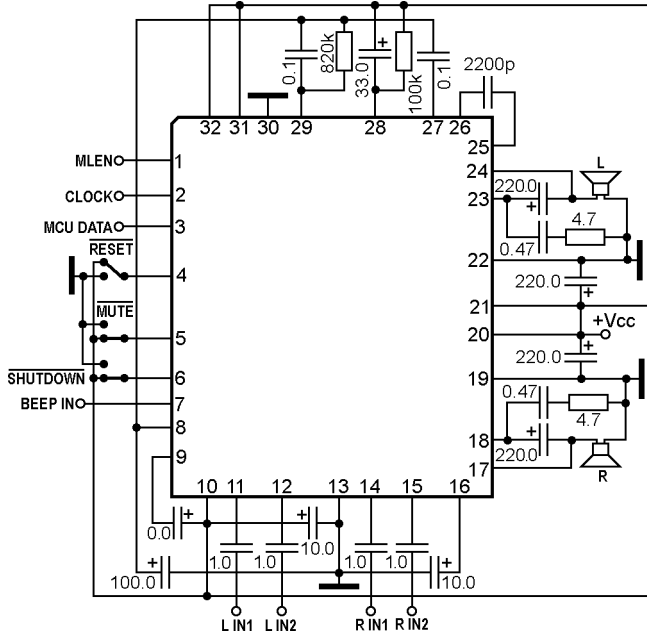 2200p
0.1
820k
33.0
100k
0.1
32 31 30 29 28 27 26
25
24
L
MLEN 1
220.0
23
CLOCK 2
4.7
MCU DATA 3
0.47
RESET
22
4
220.0
21
MUTE
+Vcc
20
5
220.0
SHUTDOWN 6
19
0.47
BEEP IN 7
4.7
8
18
220.0
R
9
17
10 11 12 13 14 15 16
0.0
10.0
1.0 1.0 1.0 1.0
100.0
10.0
L IN1 L IN2 R IN1 R IN2